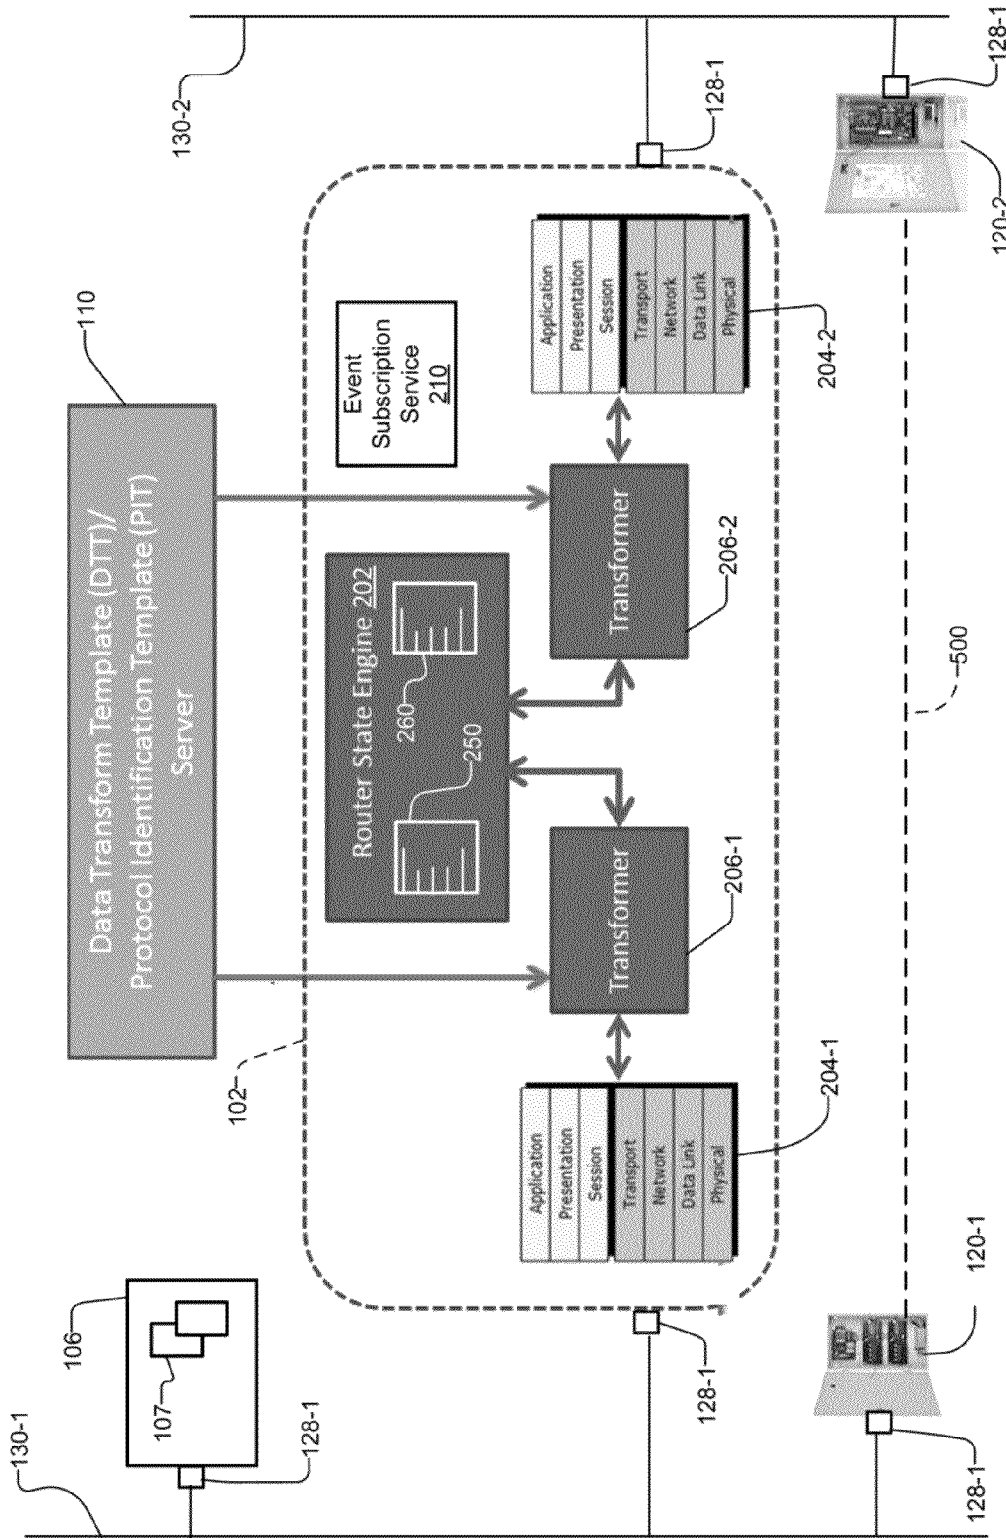 130-1
106
107
128-1
Data Transform Template (DTT)/
Protocol Identification Template (PIT)
Server
110
130-2
102
Router State Engine 202
250
260
Event
Subscription
Service
210
Application
Presentation
Session
Transport
Network
Data Link
Physical
204-1
Transformer
206-1
Transformer
206-2
Application
Presentation
Session
Transport
Network
Data Link
Physical
204-2
128-1
128-1
128-1
120-1
500
120-2
128-1